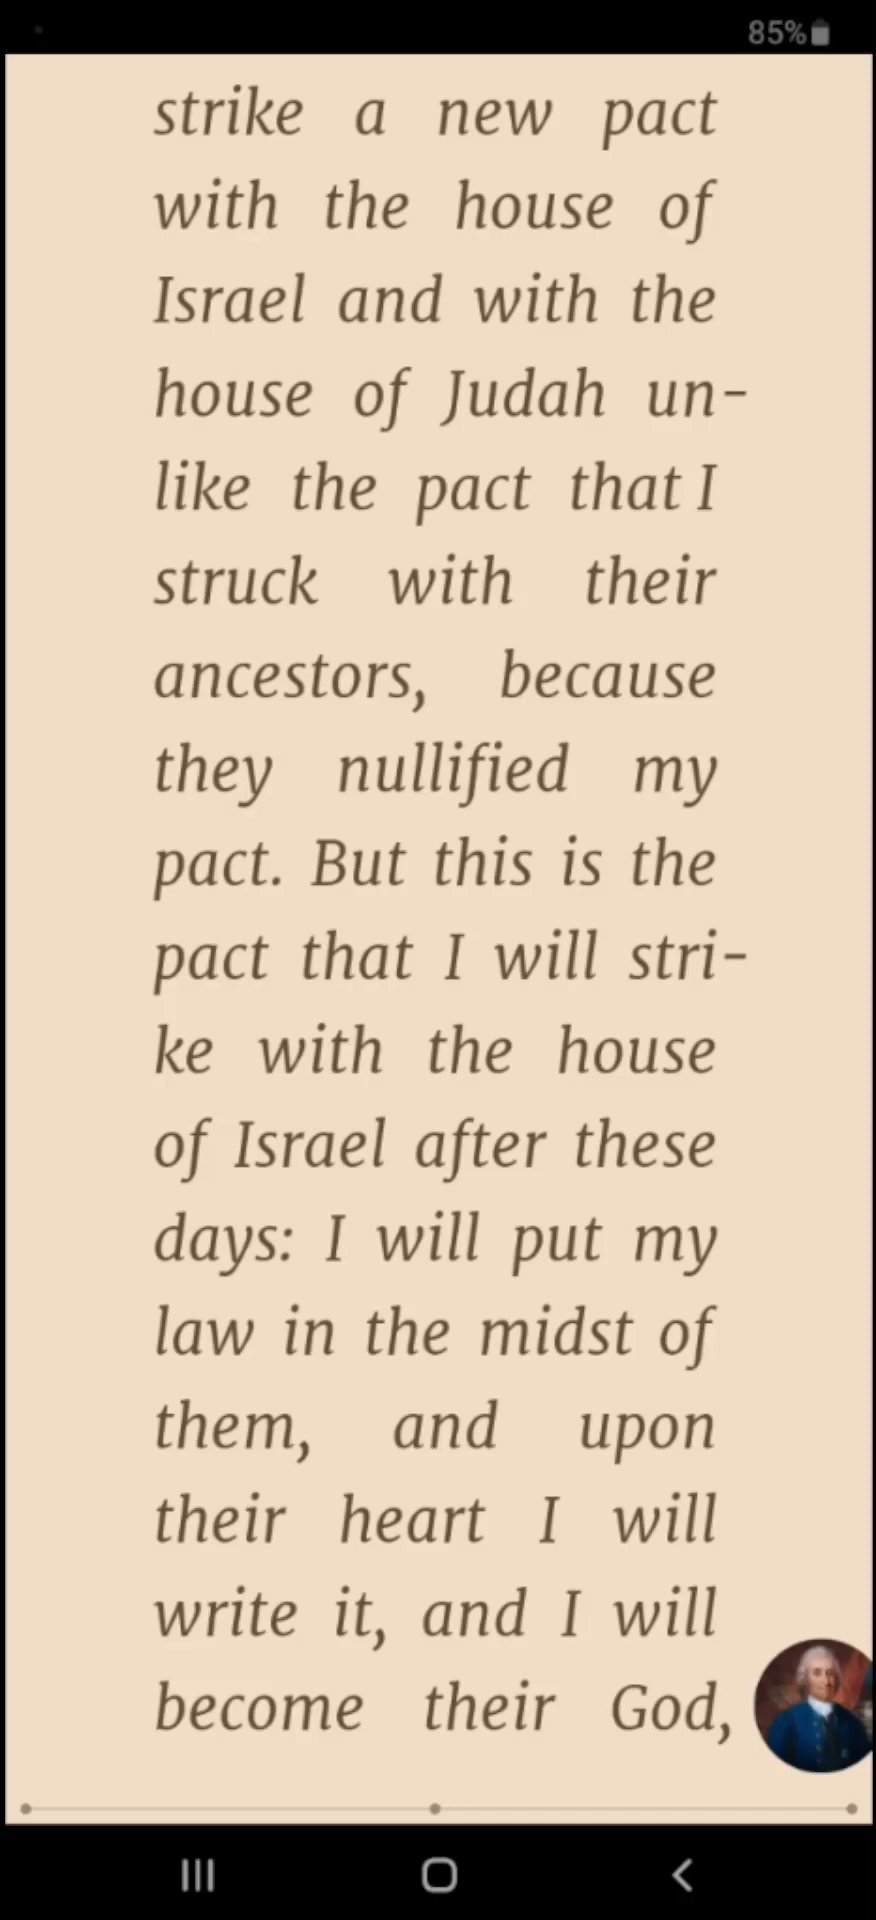 85%
strike a new pact
with the house of
Israel and with the
house of Judah un-
like the pact that I
struck with their
ancestors, because
they nullified my
pact. But this is the
pact that I will stri-
ke with the house
of Israel after these
days: I will put my
law in the midst of
them, and upon
their heart I will
write it, and I will
become their God,